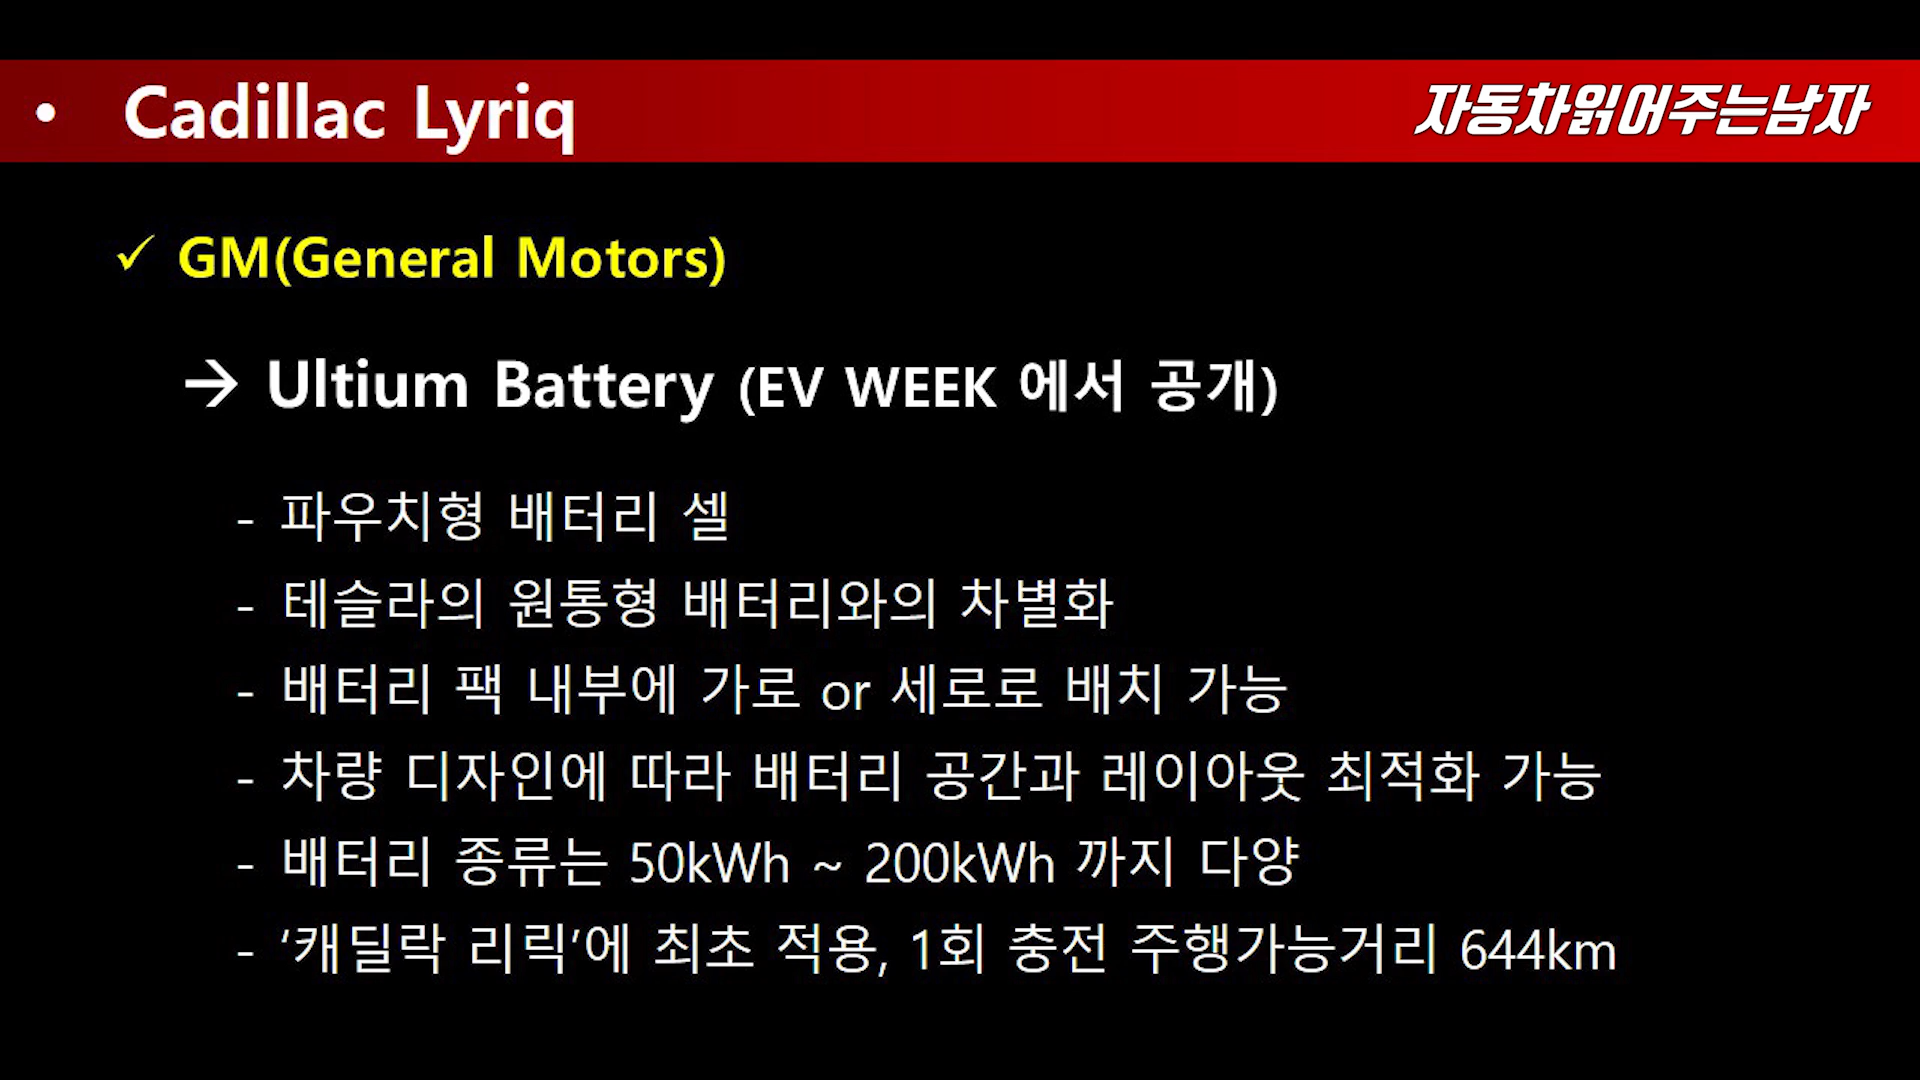 • Cadillac Lyriq
자동차읽어주는남자
✓ GM(General Motors)
→ Ultium Battery (EV WEEK 에서 공개)
- 파우치형 배터리 셀
- 테슬라의 원통형 배터리와의 차별화
- 배터리 팩 내부에 가로 or 세로로 배치 가능
- 차량 디자인에 따라 배터리 공간과 레이아웃 최적화 가능
- 배터리 종류는 50kWh ~ 200kWh 까지 다양
- ‘캐딜락 리릭’에 최초 적용, 1회 충전 주행가능거리 644km